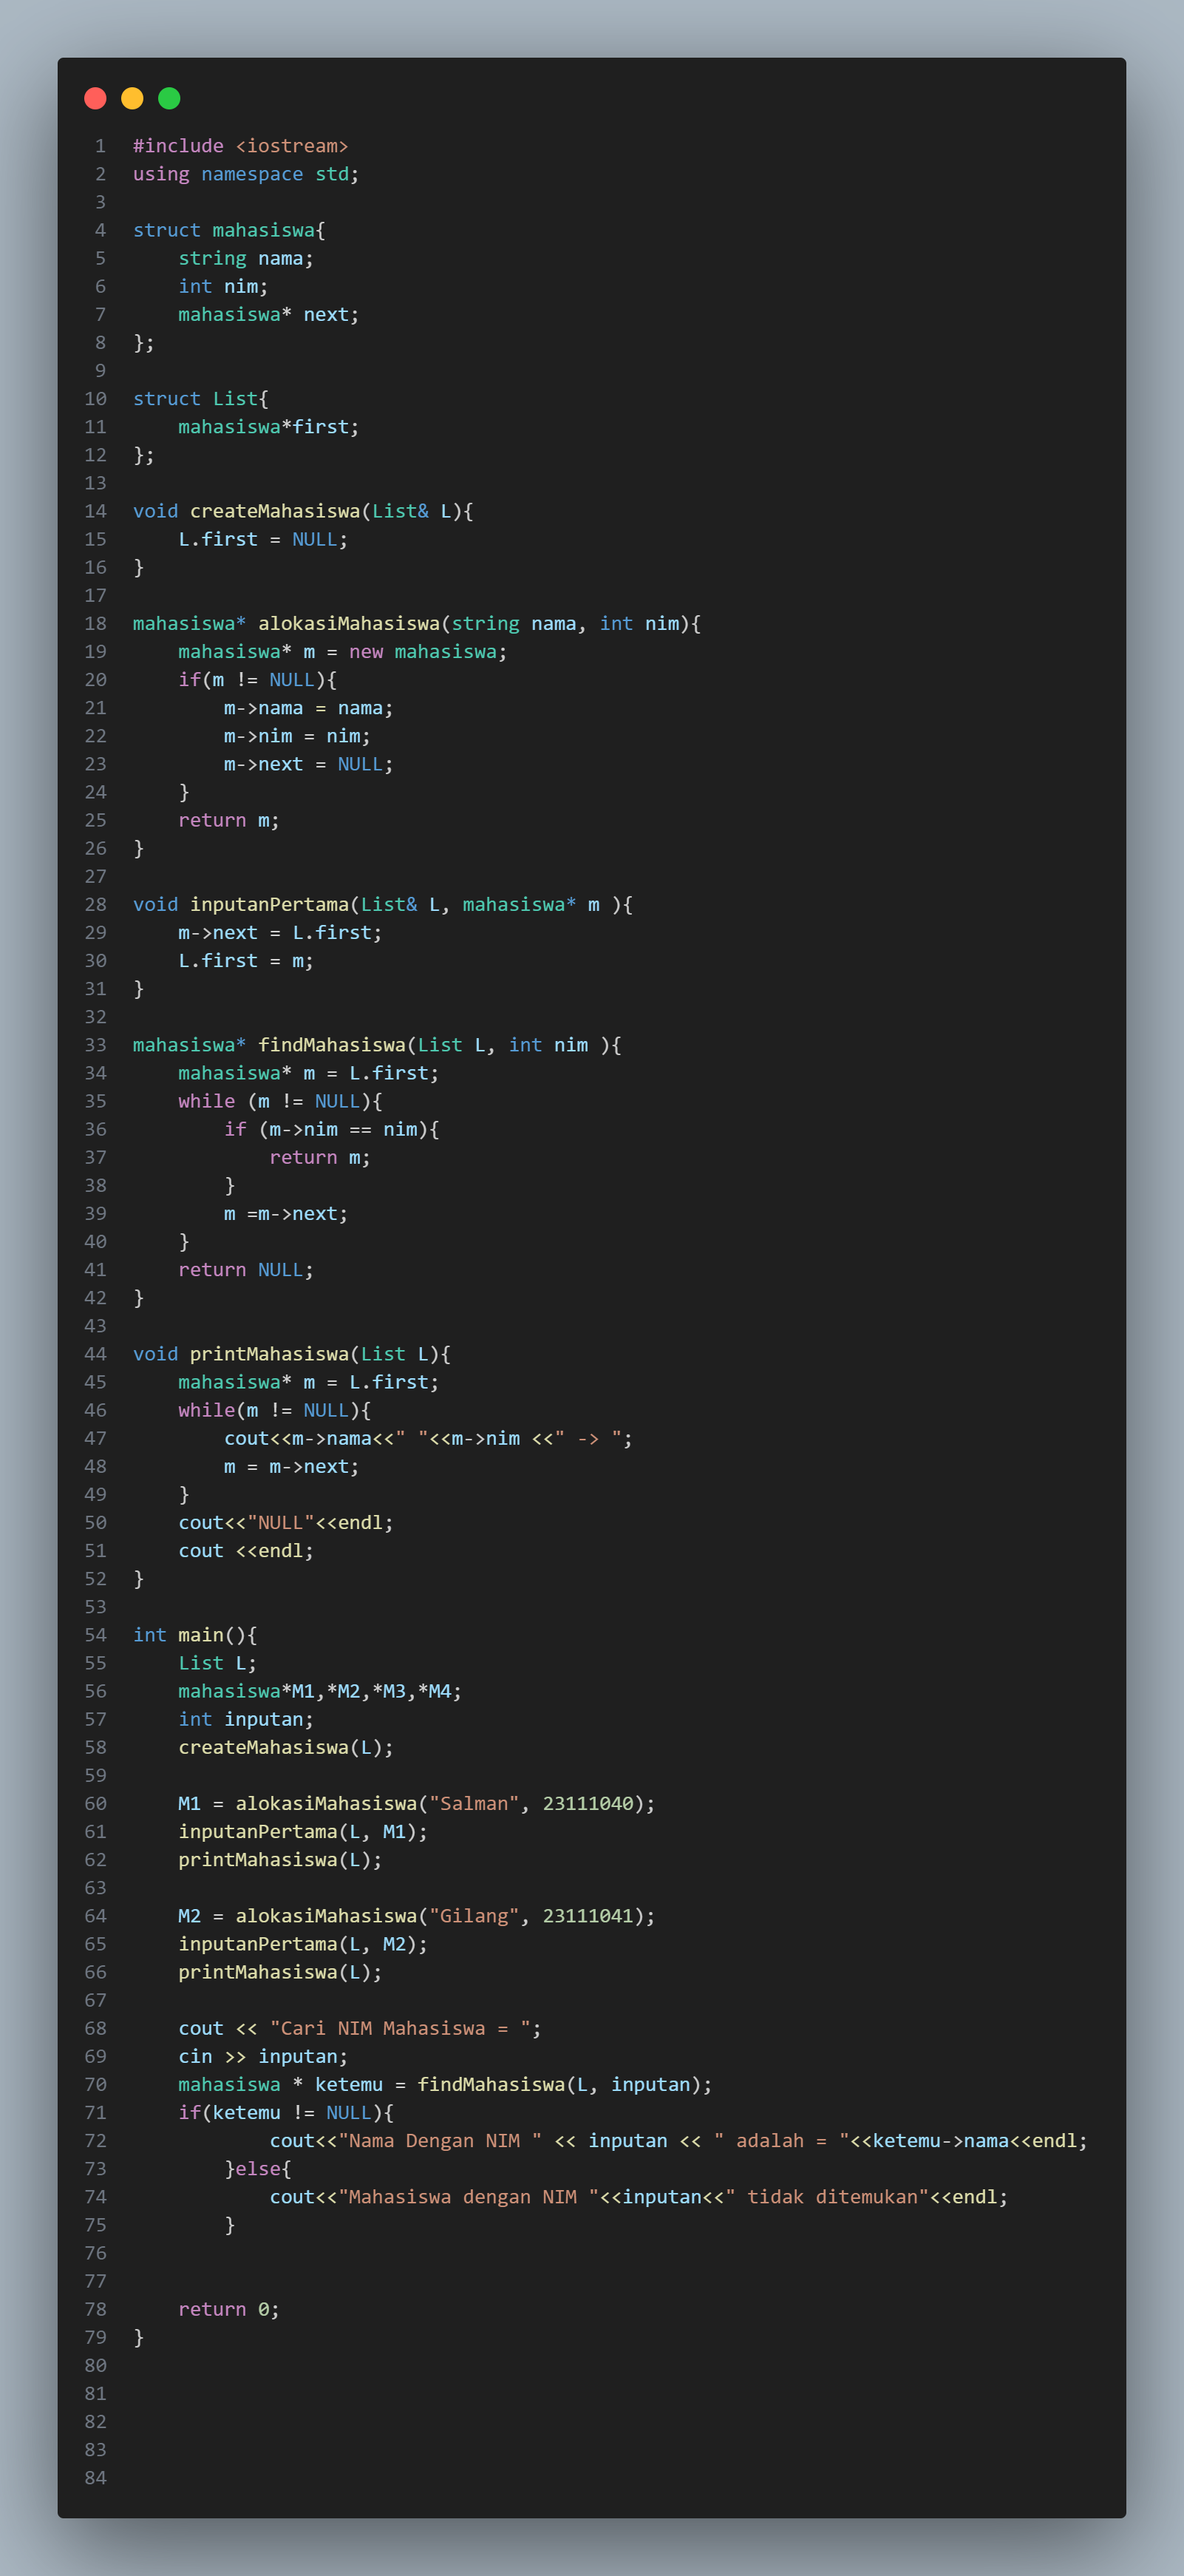 1 #include <iostream>
2 using namespace std;
3
4 struct mahasiswa{
5     string nama;
6     int nim;
7     mahasiswa* next;
8 };
9
10 struct List{
11     mahasiswa*first;
12 };
13
14 void createMahasiswa(List& L){
15     L.first = NULL;
16 }
17
18 mahasiswa* alokasiMahasiswa(string nama, int nim){
19     mahasiswa* m = new mahasiswa;
20     if(m != NULL){
21         m->nama = nama;
22         m->nim = nim;
23         m->next = NULL;
24     }
25     return m;
26 }
27
28 void inputanPertama(List& L, mahasiswa* m ){
29     m->next = L.first;
30     L.first = m;
31 }
32
33 mahasiswa* findMahasiswa(List L, int nim ){
34     mahasiswa* m = L.first;
35     while (m != NULL){
36         if (m->nim == nim){
37             return m;
38         }
39         m =m->next;
40     }
41     return NULL;
42 }
43
44 void printMahasiswa(List L){
45     mahasiswa* m = L.first;
46     while(m != NULL){
47         cout<<m->nama<<" "<<m->nim <<" -> ";
48         m = m->next;
49     }
50     cout<<"NULL"<<endl;
51     cout <<endl;
52 }
53
54 int main(){
55     List L;
56     mahasiswa*M1,*M2,*M3,*M4;
57     int inputan;
58     createMahasiswa(L);
59
60     M1 = alokasiMahasiswa("Salman", 23111040);
61     inputanPertama(L, M1);
62     printMahasiswa(L);
63
64     M2 = alokasiMahasiswa("Gilang", 23111041);
65     inputanPertama(L, M2);
66     printMahasiswa(L);
67
68     cout << "Cari NIM Mahasiswa = ";
69     cin >> inputan;
70     mahasiswa * ketemu = findMahasiswa(L, inputan);
71     if(ketemu != NULL){
72             cout<<"Nama Dengan NIM " << inputan << " adalah = "<<ketemu->nama<<endl;
73         }else{
74             cout<<"Mahasiswa dengan NIM "<<inputan<<" tidak ditemukan"<<endl;
75         }
76
77
78     return 0;
79 }
80
81
82
83
84